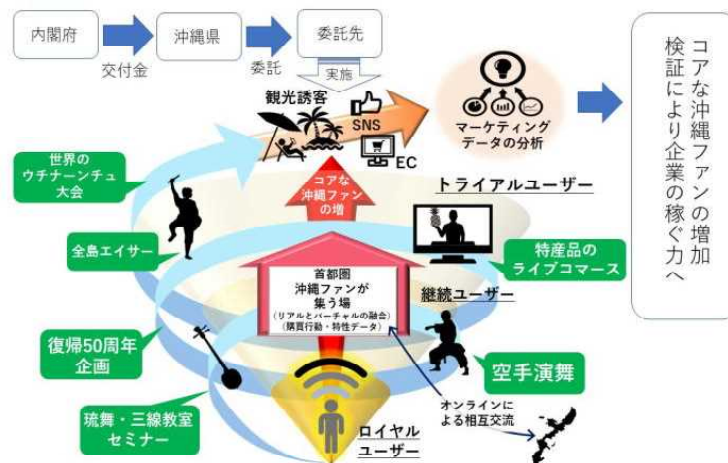 内閣府
交付金
沖縄県
委託
委託先
実施
観光誘客
SNS
EC
マーケティング
データの分析
コアな沖縄ファンの増加
検証により企業の稼ぐ力へ
世界の
ウチナーンチュ
大会
コアな
沖縄ファン
の増
トライアルユーザー
全島エイサー
特産品の
ライブコマース
首都圏
沖縄ファンが
集う場
(リアルとバーチャルの融合)
(購買行動・特性データ)
継続ユーザー
復帰50周年
企画
空手演舞
琉舞・三線教室
セミナー
オンラインに
よる相互交流
ロイヤル
ユーザー